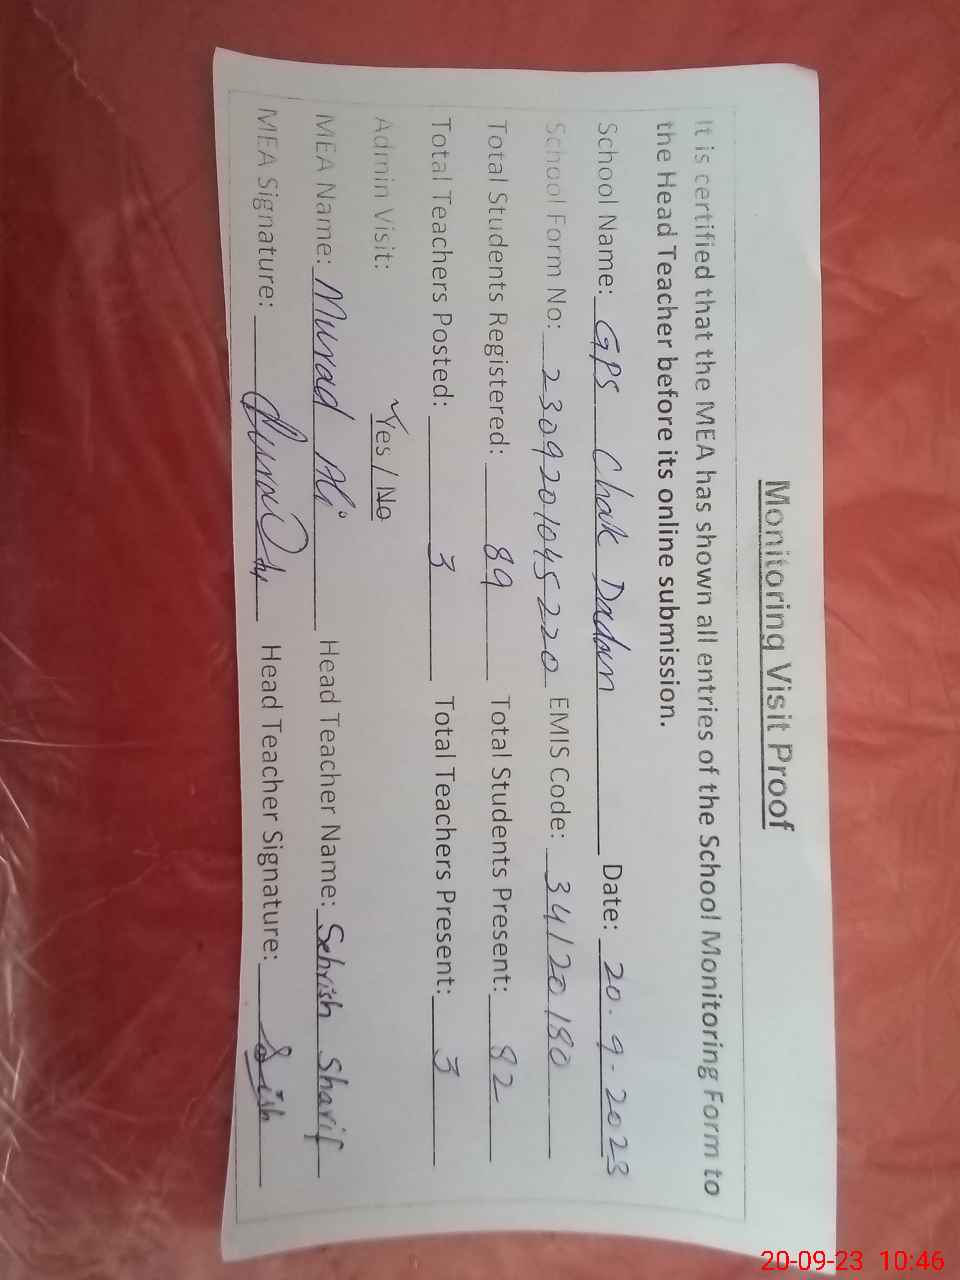 Monitoring Visit Proof
It is certified that the MEA has shown all entries of the School Monitoring Form to
the Head Teacher before its online submission.
School Name: GPS Chak Dadan Date: 20-9-2023
School Form No: 2309201045220 EMIS Code: 34120180
Total Students Registered: 89 Total Students Present: 82
Total Teachers Posted: 3 Total Teachers Present: 3
Admin Visit: Yes / No
MEA Name: Murad Ali Head Teacher Name: Sehrish Sharif
MEA Signature: Head Teacher Signature:
20-09-23 10:46